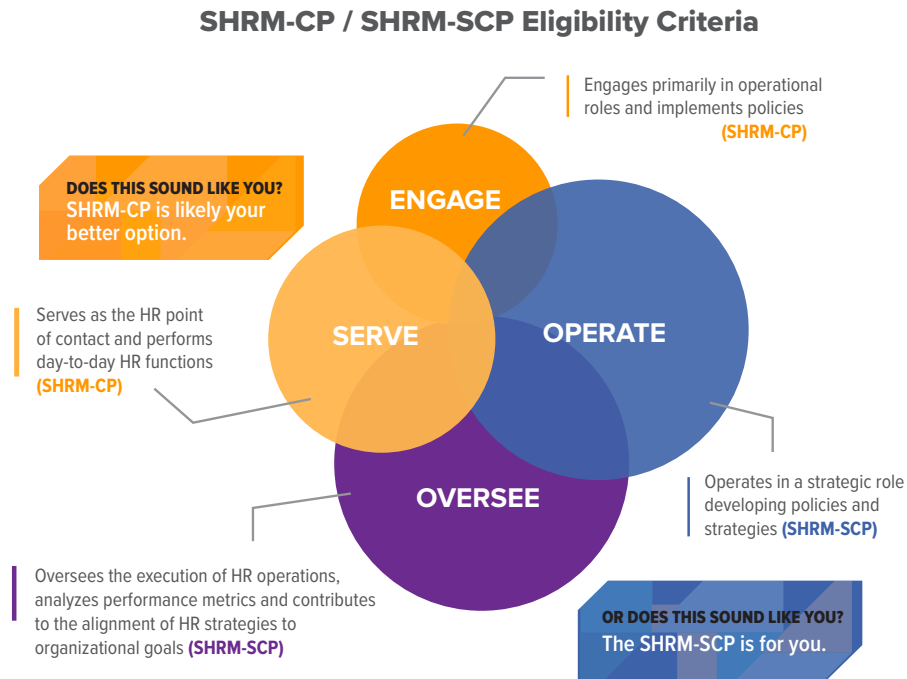 SHRM-CP / SHRM-SCP Eligibility Criteria
Engages primarily in operational
roles and implements policies
(SHRM-CP)
DOES THIS SOUND LIKE YOU?
SHRM-CP is likely your
better option.
ENGAGE
Serves as the HR point
of contact and performs
day-to-day HR functions
(SHRM-CP)
SERVE
OPERATE
OVERSEE
Operates in a strategic role
developing policies and
strategies (SHRM-SCP)
Oversees the execution of HR operations,
analyzes performance metrics and contributes
to the alignment of HR strategies to
organizational goals (SHRM-SCP)
OR DOES THIS SOUND LIKE YOU?
The SHRM-SCP is for you.